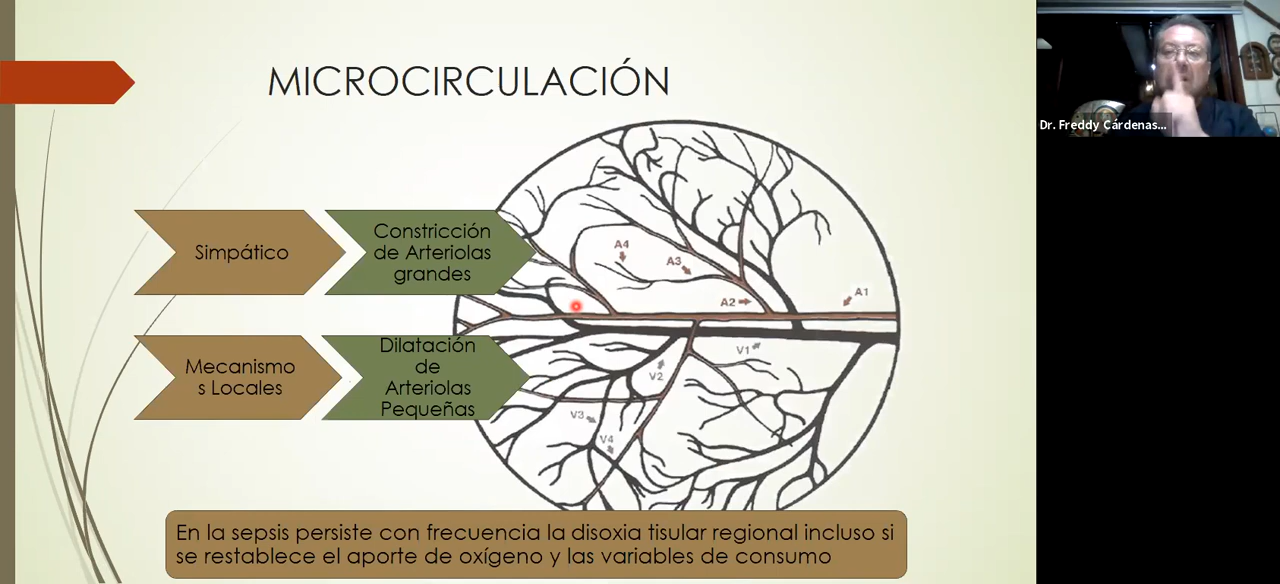 MICROCIRCULACIÓN
Simpático
Constricción
de Arteriolas
grandes
Mecanismo
s Locales
Dilatación
de
Arteriolas
Pequeñas
A4
A3
A2
A1
V1
V2
V3
V4
En la sepsis persiste con frecuencia la disoxia tisular regional incluso si
se restablece el aporte de oxígeno y las variables de consumo
Dr. Freddy Cárdenas...